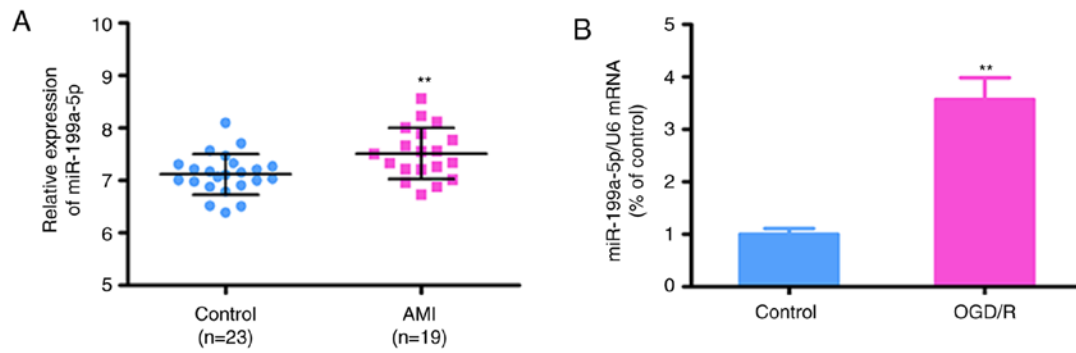 A
Relative expression
of miR-199a-5p
10
9
8
7
6
5
**
Control
(n=23)
AMI
(n=19)
B
miR-199a-5p/U6 mRNA
(% of control)
5
4
3
2
1
0
**
Control
OGD/R